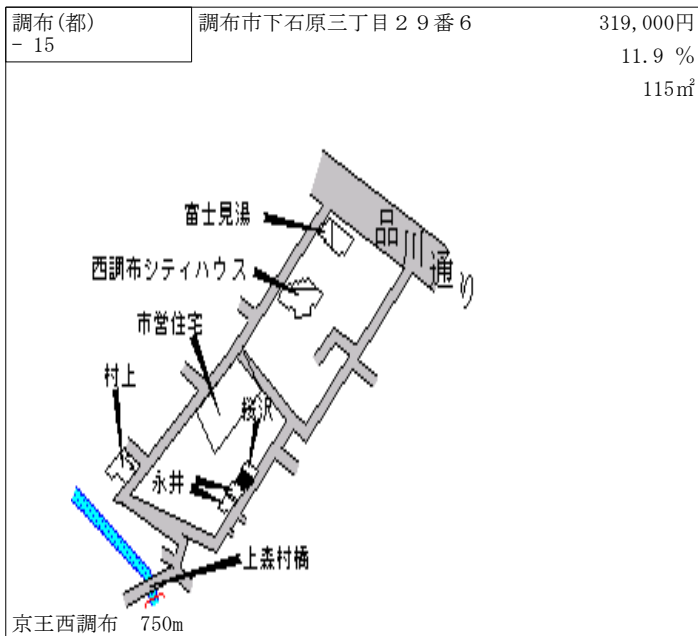 調布(都)
- 15
調布市下石原三丁目２９番６
319,000円
11.9 %
115㎡
富士見湯
品川通り
西調布シティハウス
市営住宅
村上
桜沢
永井
上森村橋
京王西調布　750m